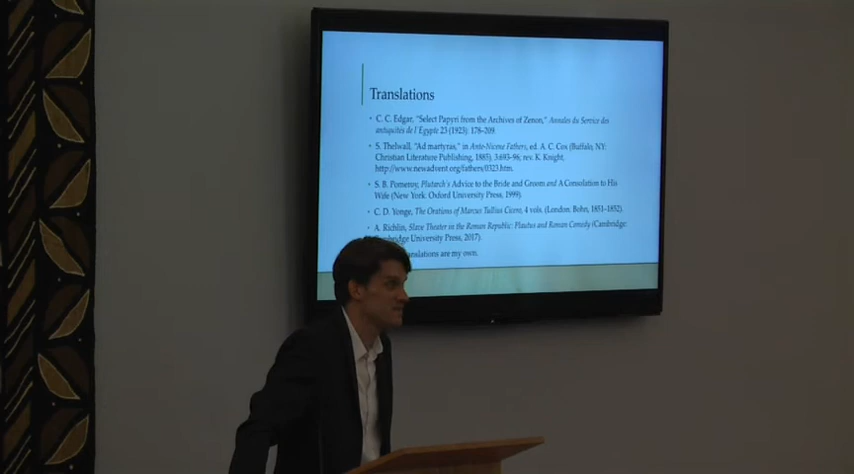 Translations
• C. C. Edgar, "Select Papyri from the Archives of Zenon," Annales du Service des
antiquités de l'Égypte 23 (1923): 178-209.
• S. Thelwall, "Ad martyras," in Ante-Nicene Fathers, ed. A. C. Cox (Buffalo, NY:
Christian Literature Publishing, 1885), 3:693-96; rev. K. Knight.
http://www.newadvent.org/fathers/0323.htm.
• S. B. Pomeroy, Plutarch's Advice to the Bride and Groom and A Consolation to His
Wife (New York: Oxford University Press, 1999).
• C. D. Yonge, The Orations of Marcus Tullius Cicero, 4 vols. (London: Bohn, 1851-1852).
• A. Richlin, Slave Theater in the Roman Republic: Plautus and Roman Comedy (Cambridge:
Cambridge University Press, 2017).
translations are my own.